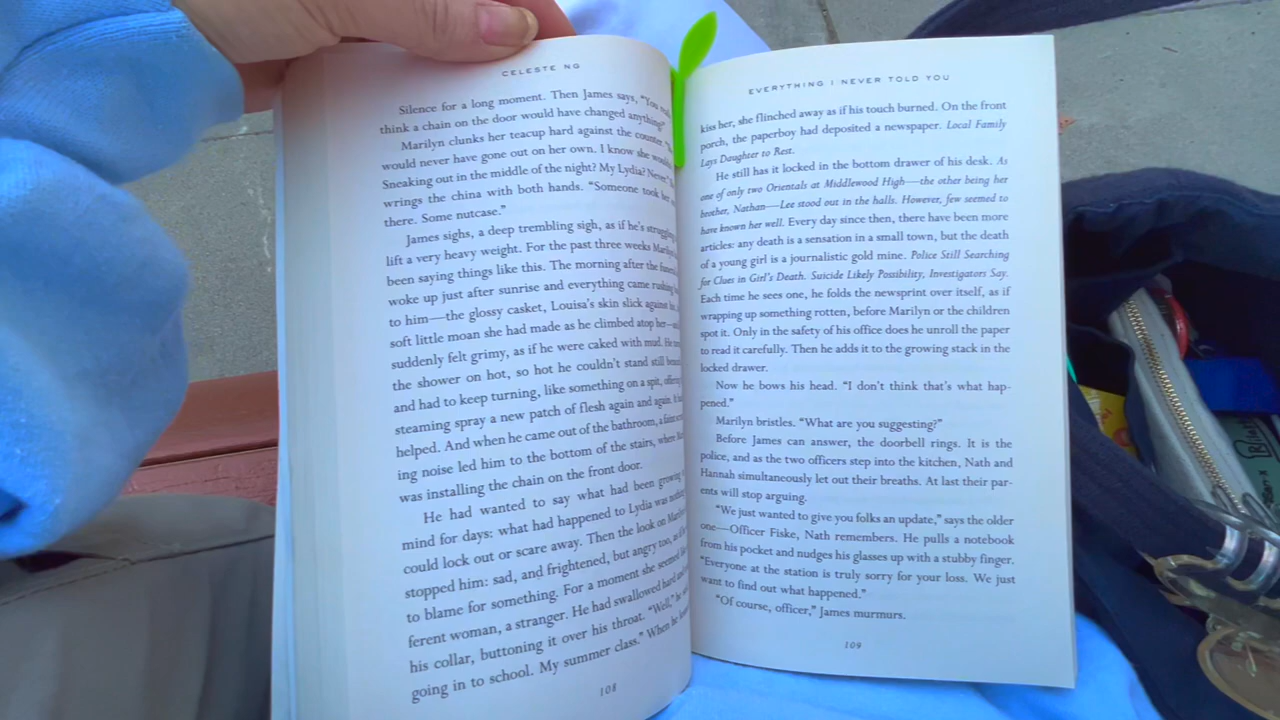 CELESTE NG
Silence for a long moment. Then James says, "You
think a chain on the door would have changed anything?"
Marilyn clunks her teacup hard against the counter.
would never have gone out on her own. I know she
Sneaking out in the middle of the night? My Lydia? Never."
wrings the china with both hands. "Someone took her
there. Some nutcase."
James sighs, a deep trembling sigh, as if he's struggling
lift a very heavy weight. For the past three weeks
been saying things like this. The morning after the funeral
woke up just after sunrise and everything came rushing
to him—the glossy casket, Louisa's skin slick against
soft little moan she had made as he climbed atop her—
suddenly felt grimy, as if he were caked with mud. He
the shower on hot, so hot he couldn't stand still
and had to keep turning, like something on a spit, offering
steaming spray a new patch of flesh again and again.
helped. And when he came out of the bathroom, a faint
ing noise led him to the bottom of the stairs, where
was installing the chain on the front door.
He had wanted to say what had been growing
mind for days: what had happened to Lydia was nothing
could lock out or scare away. Then the look on
stopped him: sad, and frightened, but angry too, as if
to blame for something. For a moment she seemed
ferent woman, a stranger. He had swallowed hard and
his collar, buttoning it over his throat. "Well," he
going in to school. My summer class." When he
108
EVERYTHING I NEVER TOLD YOU
kiss her, she flinched away as if his touch burned. On the front
porch, the paperboy had deposited a newspaper. Local Family
Lays Daughter to Rest.
He still has it locked in the bottom drawer of his desk. As
one of only two Orientals at Middlewood High—the other being her
brother, Nathan—Lee stood out in the halls. However, few seemed to
have known her well. Every day since then, there have been more
articles: any death is a sensation in a small town, but the death
of a young girl is a journalistic gold mine. Police Still Searching
for Clues in Girl's Death. Suicide Likely Possibility, Investigators Say.
Each time he sees one, he folds the newsprint over itself, as if
wrapping up something rotten, before Marilyn or the children
spot it. Only in the safety of his office does he unroll the paper
to read it carefully. Then he adds it to the growing stack in the
locked drawer.
Now he bows his head. "I don't think that's what hap-
pened."
Marilyn bristles. "What are you suggesting?"
Before James can answer, the doorbell rings. It is the
police, and as the two officers step into the kitchen, Nath and
Hannah simultaneously let out their breaths. At last their par-
ents will stop arguing.
"We just wanted to give you folks an update," says the older
one—Officer Fiske, Nath remembers. He pulls a notebook
from his pocket and nudges his glasses up with a stubby finger.
"Everyone at the station is truly sorry for your loss. We just
want to find out what happened."
"Of course, officer," James murmurs.
109